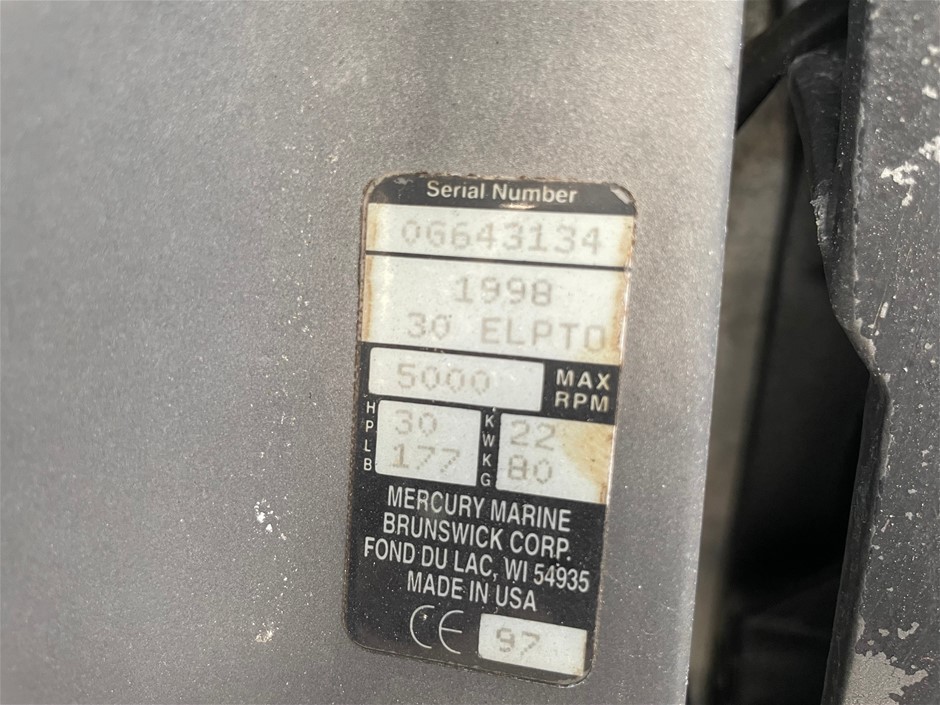 Serial Number
0G643134
1998
30 ELPTO
5000 MAX RPM
HP 30 KW 22
LB 177 KG 80
MERCURY MARINE
BRUNSWICK CORP.
FOND DU LAC, WI 54935
MADE IN USA
CE 97